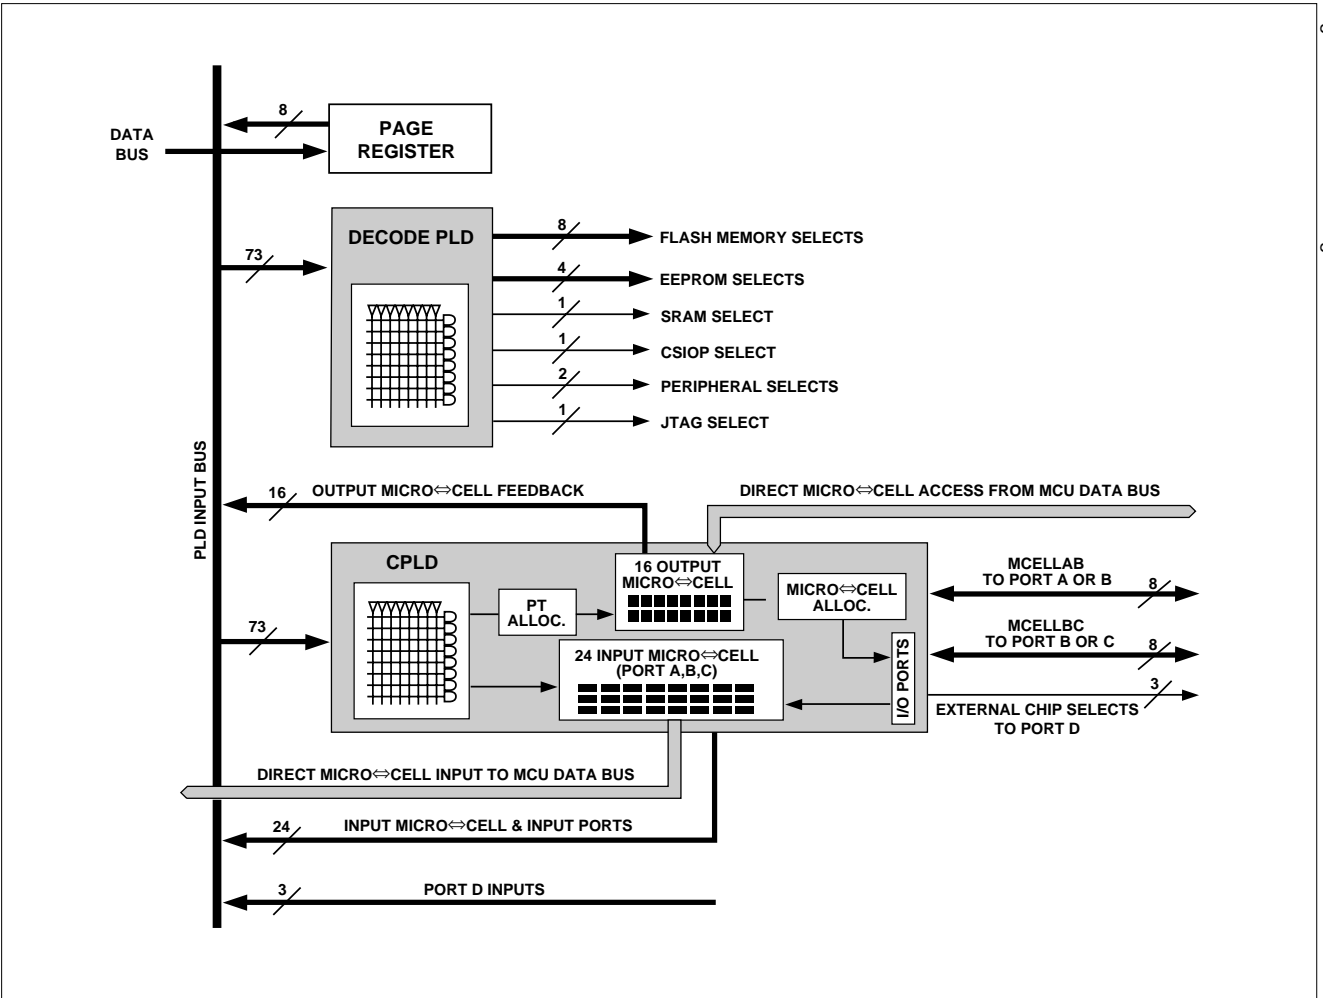 8
DATA
BUS
PAGE
REGISTER
DECODE PLD
73
8
FLASH MEMORY SELECTS
4
EEPROM SELECTS
1
SRAM SELECT
1
CSIOP SELECT
2
PERIPHERAL SELECTS
1
JTAG SELECT
PLD INPUT BUS
16
OUTPUT MICRO⇔CELL FEEDBACK
DIRECT MICRO⇔CELL ACCESS FROM MCU DATA BUS
CPLD
73
PT
ALLOC.
16 OUTPUT
MICRO⇔CELL
MICRO⇔CELL
ALLOC.
24 INPUT MICRO⇔CELL
(PORT A,B,C)
I/O PORTS
MCELLAB
TO PORT A OR B
8
MCELLBC
TO PORT B OR C
8
3
EXTERNAL CHIP SELECTS
TO PORT D
DIRECT MICRO⇔CELL INPUT TO MCU DATA BUS
24
INPUT MICRO⇔CELL & INPUT PORTS
3
PORT D INPUTS